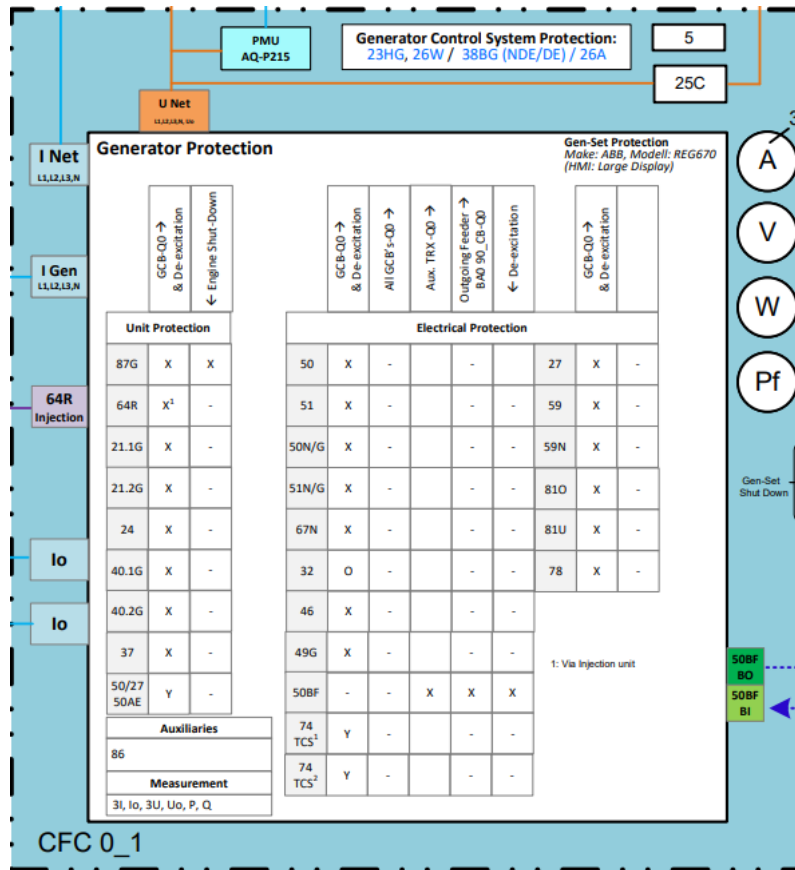 PMU
AQ-P215
Generator Control System Protection:
23HG, 26W / 38BG (NDE/DE) / 26A
5
25C
U Net
L1,L2,L3,N, Uo
I Net
L1,L2,L3,N
Generator Protection
Gen-Set Protection
Make: ABB, Modell: REG670
(HMI: Large Display)
3
A
V
W
Pf
I Gen
L1,L2,L3,N
64R
Injection
Io
Io
GCB-Q0 →
& De-excitation
← Engine Shut-Down
GCB-Q0 →
& De-excitation
All GCB's-Q0 →
Aux. TRX -Q0 →
Outgoing Feeder →
BA0 90_CB-Q0
← De-excitation
GCB-Q0 →
& De-excitation
Unit Protection
87G X X
64R X¹ -
21.1G X -
21.2G X -
24 X -
40.1G X -
40.2G X -
37 X -
50/27
50AE Y -
Auxiliaries
86
Measurement
3I, Io, 3U, Uo, P, Q
Electrical Protection
50 X - - 27 X -
51 X - - - 59 X -
50N/G X - - - 59N X -
51N/G X - - - 81O X -
67N X - - - 81U X -
32 O - - - 78 X -
46 X - - -
49G X - - -
50BF - - X X X
74
TCS¹ Y - - -
74
TCS² Y - - -
1: Via Injection unit
Gen-Set
Shut Down
50BF
BO
50BF
BI
CFC 0_1